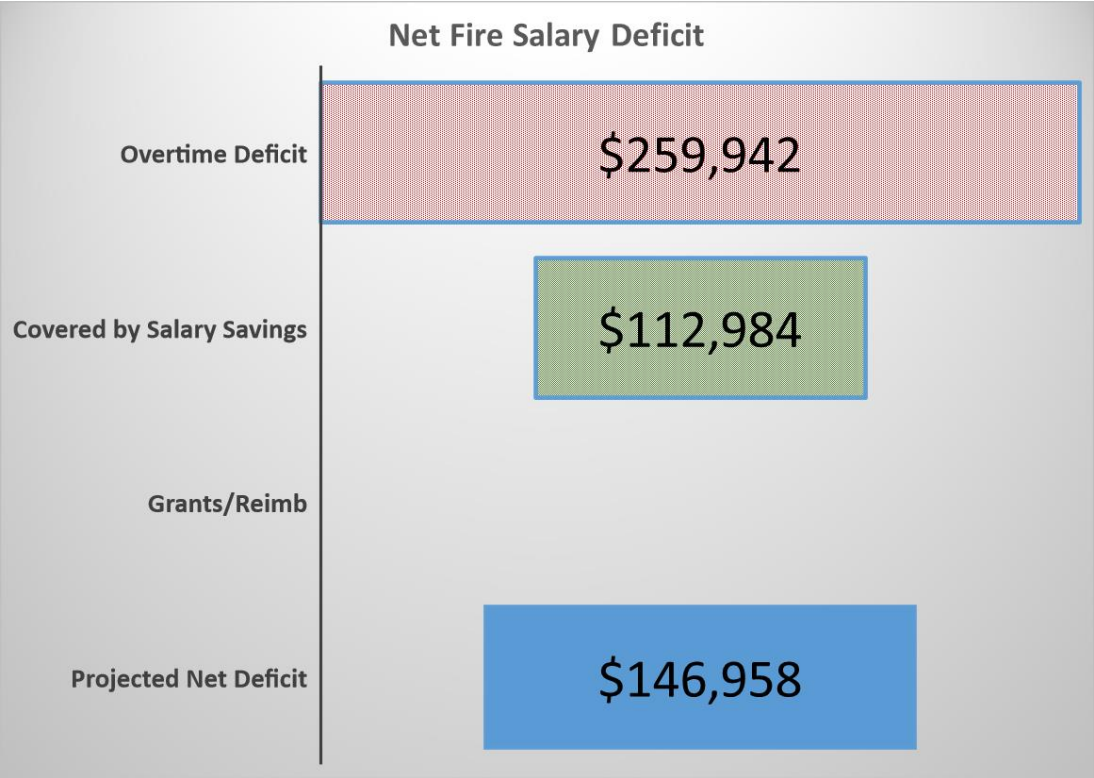 Net Fire Salary Deficit
Overtime Deficit
$259,942
Covered by Salary Savings
$112,984
Grants/Reimb
Projected Net Deficit
$146,958